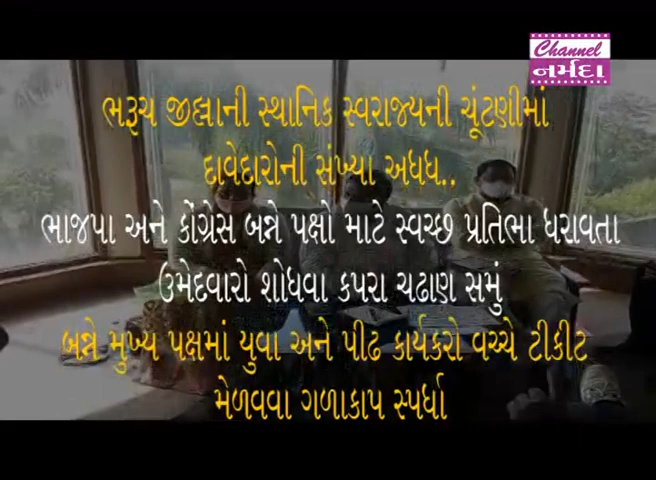 Channel
નર્મદા
ભરૂચ જીલ્લાની સ્થાનિક સ્વરાજ્યની ચૂંટણીમાં
દાવેદારોની સંખ્યા અધધ..
ભાજપા અને કોંગ્રેસ બન્ને પક્ષો માટે સ્વચ્છ પ્રતિભા ધરાવતા
ઉમેદવારો શોધવા કપરા ચઢાણ સમું
બન્ને મુખ્ય પક્ષમાં યુવા અને પીઢ કાર્યકરો વચ્ચે ટીકીટ
મેળવવા ગળાકાપ સ્પર્ધા